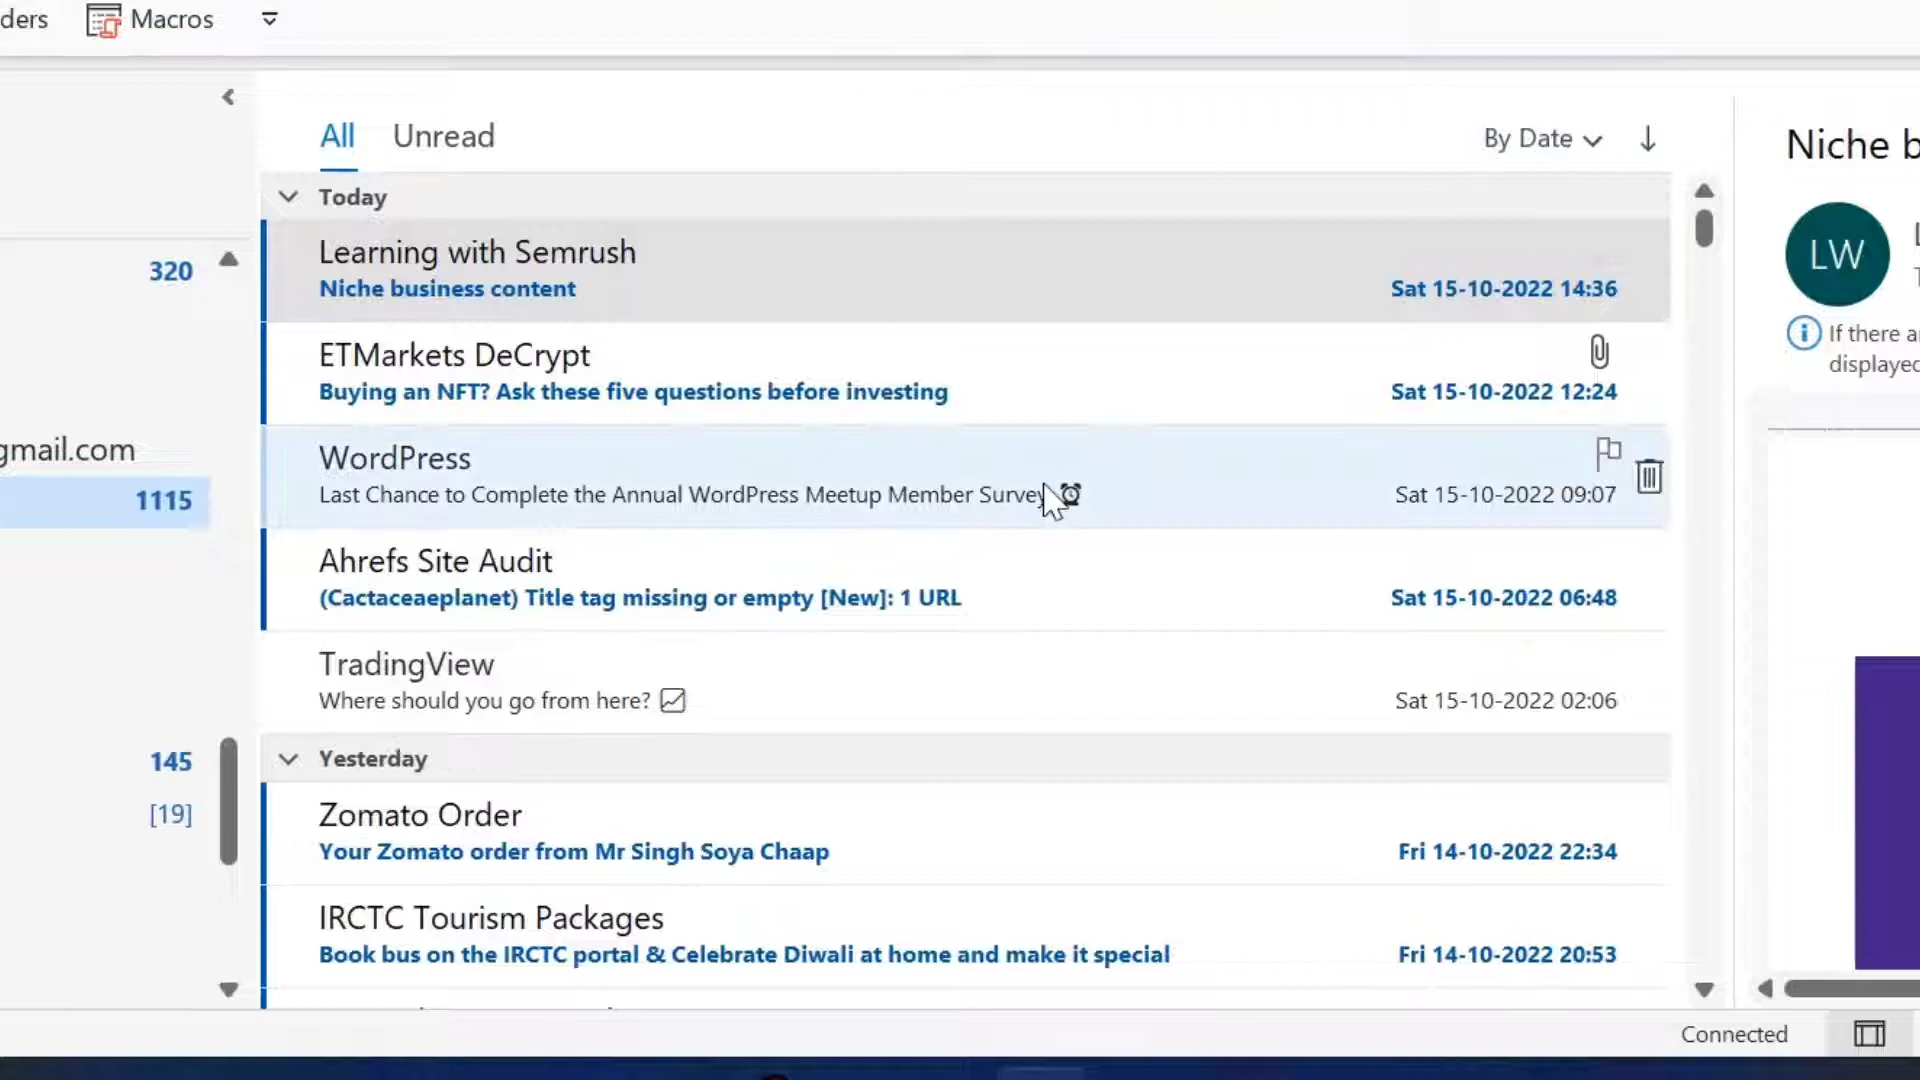 ders
Macros
All
Unread
By Date
Niche b
Today
Learning with Semrush
Niche business content
Sat 15-10-2022 14:36
LW
320
ETMarkets DeCrypt
Buying an NFT? Ask these five questions before investing
Sat 15-10-2022 12:24
If there a
displayed
gmail.com
1115
WordPress
Last Chance to Complete the Annual WordPress Meetup Member Survey
Sat 15-10-2022 09:07
Ahrefs Site Audit
(Cactaceaeplanet) Title tag missing or empty [New]: 1 URL
Sat 15-10-2022 06:48
TradingView
Where should you go from here?
Sat 15-10-2022 02:06
Yesterday
145
[19]
Zomato Order
Your Zomato order from Mr Singh Soya Chaap
Fri 14-10-2022 22:34
IRCTC Tourism Packages
Book bus on the IRCTC portal & Celebrate Diwali at home and make it special
Fri 14-10-2022 20:53
Connected